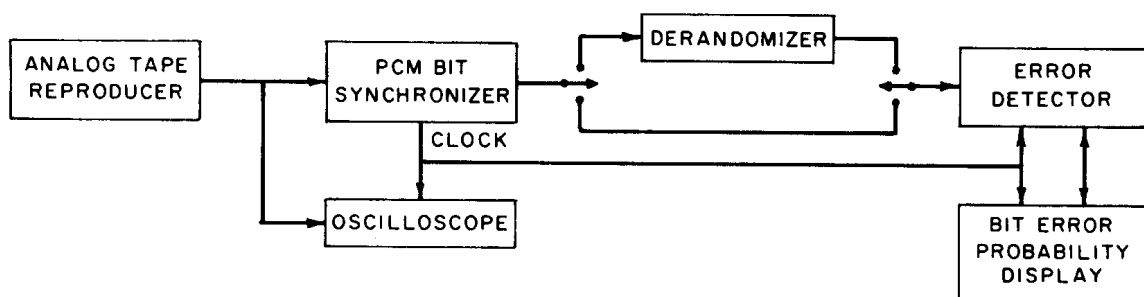 ANALOG TAPE
REPRODUCER
PCM BIT
SYNCHRONIZER
DERANDOMIZER
ERROR
DETECTOR
CLOCK
OSCILLOSCOPE
BIT ERROR
PROBABILITY
DISPLAY